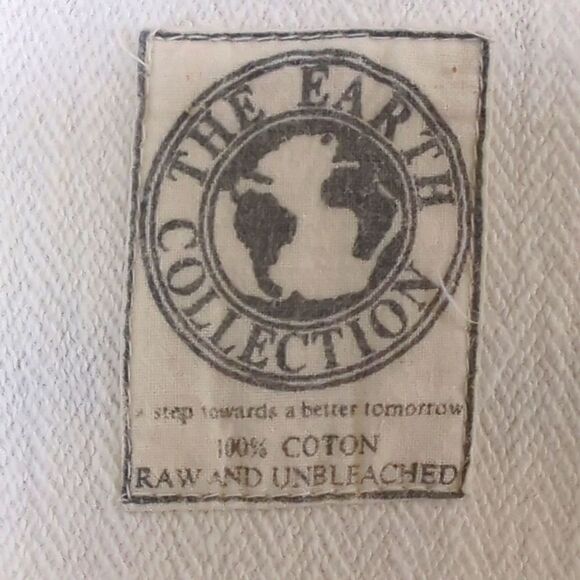 THE EARTH
COLLECTION
a step towards a better tomorrow
100% COTON
RAW AND UNBLEACHED